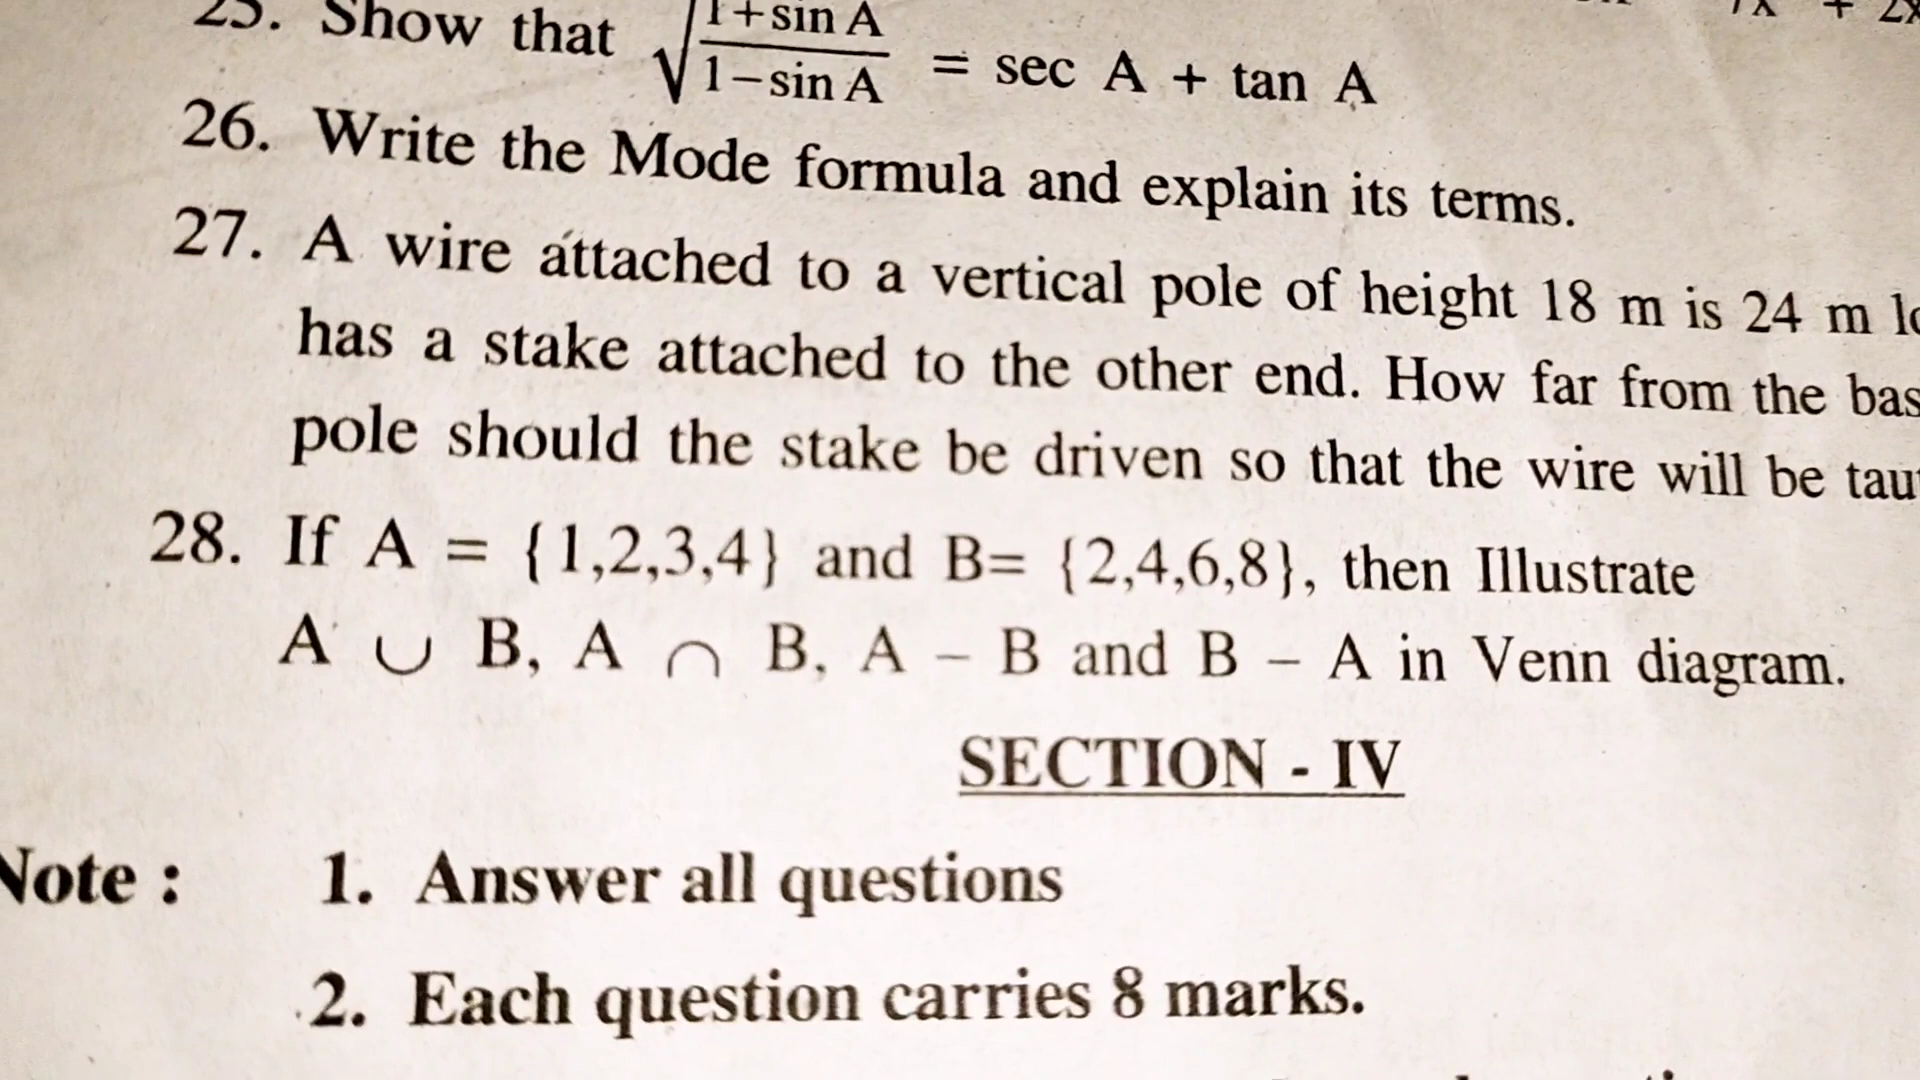 25. Show that √(1+sin A / 1−sin A) = sec A + tan A
26. Write the Mode formula and explain its terms.
27. A wire attached to a vertical pole of height 18 m is 24 m
has a stake attached to the other end. How far from the
pole should the stake be driven so that the wire will be
28. If A = {1,2,3,4} and B= {2,4,6,8}, then Illustrate
A ∪ B, A ∩ B, A − B and B − A in Venn diagram.
SECTION - IV
Note : 1. Answer all questions
2. Each question carries 8 marks.